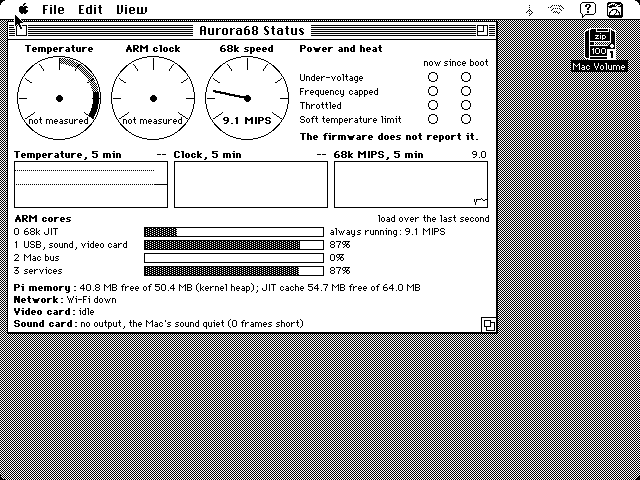 File Edit View
Aurora68 Status
Temperature
ARM clock
68k speed
Power and heat
now since boot
Under-voltage
Frequency capped
Throttled
Soft temperature limit
The firmware does not report it.
not measured
not measured
9.1 MIPS
Temperature, 5 min --
Clock, 5 min --
68k MIPS, 5 min 9.0
ARM cores
load over the last second
0 68k JIT
always running: 9.1 MIPS
1 USB, sound, video card
87%
2 Mac bus
0%
3 services
87%
Pi memory: 40.8 MB free of 50.4 MB (kernel heap); JIT cache 54.7 MB free of 64.0 MB
Network: Wi-Fi down
Video card: idle
Sound card: no output, the Mac's sound quiet (0 frames short)
zip
100
1
Mac Volume